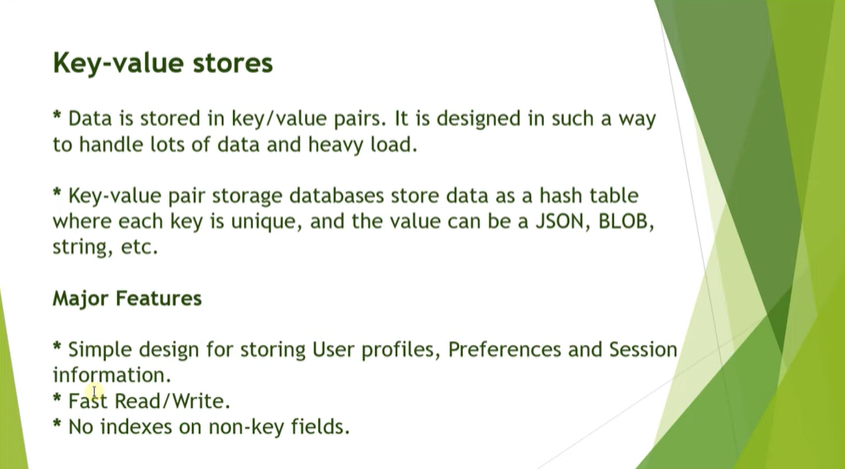 Key-value stores
* Data is stored in key/value pairs. It is designed in such a way
to handle lots of data and heavy load.
* Key-value pair storage databases store data as a hash table
where each key is unique, and the value can be a JSON, BLOB,
string, etc.
Major Features
* Simple design for storing User profiles, Preferences and Session
information.
* Fast Read/Write.
* No indexes on non-key fields.